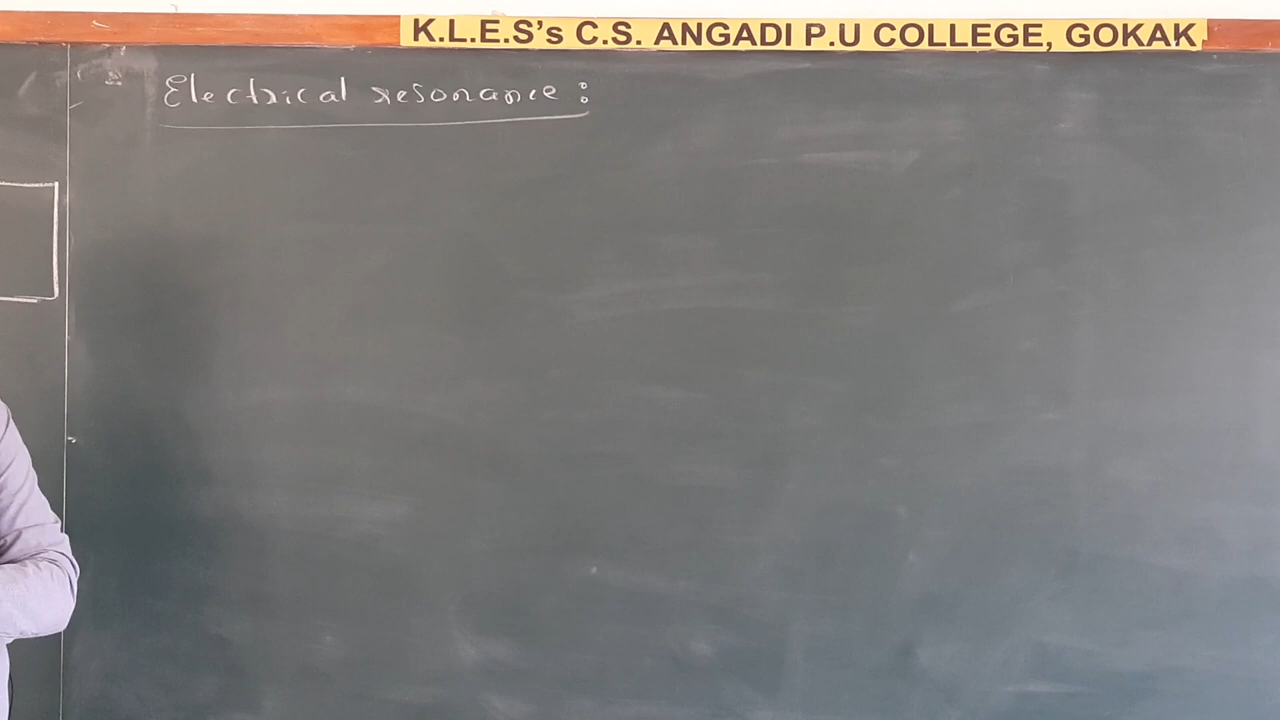 K.L.E.S's C.S. ANGADI P.U COLLEGE, GOKAK
Electrical resonance :